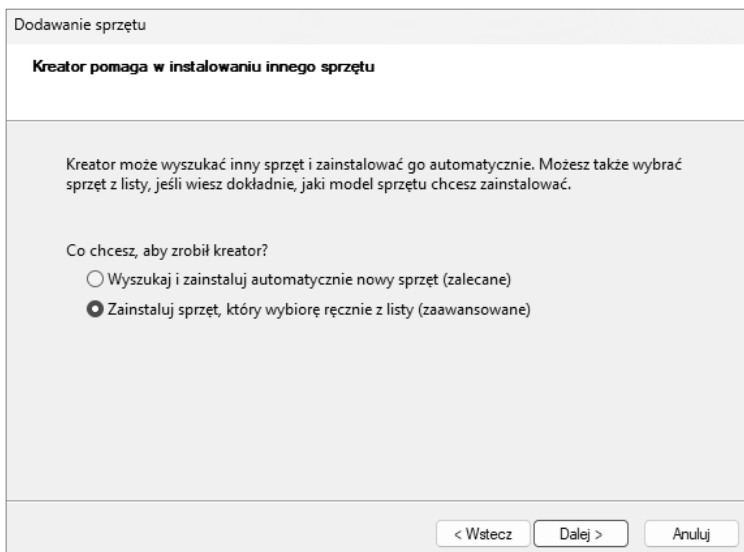 Dodawanie sprzętu
Kreator pomaga w instalowaniu innego sprzętu
Kreator może wyszukać inny sprzęt i zainstalować go automatycznie. Możesz także wybrać
sprzęt z listy, jeśli wiesz dokładnie, jaki model sprzętu chcesz zainstalować.
Co chcesz, aby zrobił kreator?
Wyszukaj i zainstaluj automatycznie nowy sprzęt (zalecane)
Zainstaluj sprzęt, który wybiorę ręcznie z listy (zaawansowane)
< Wstecz Dalej > Anuluj